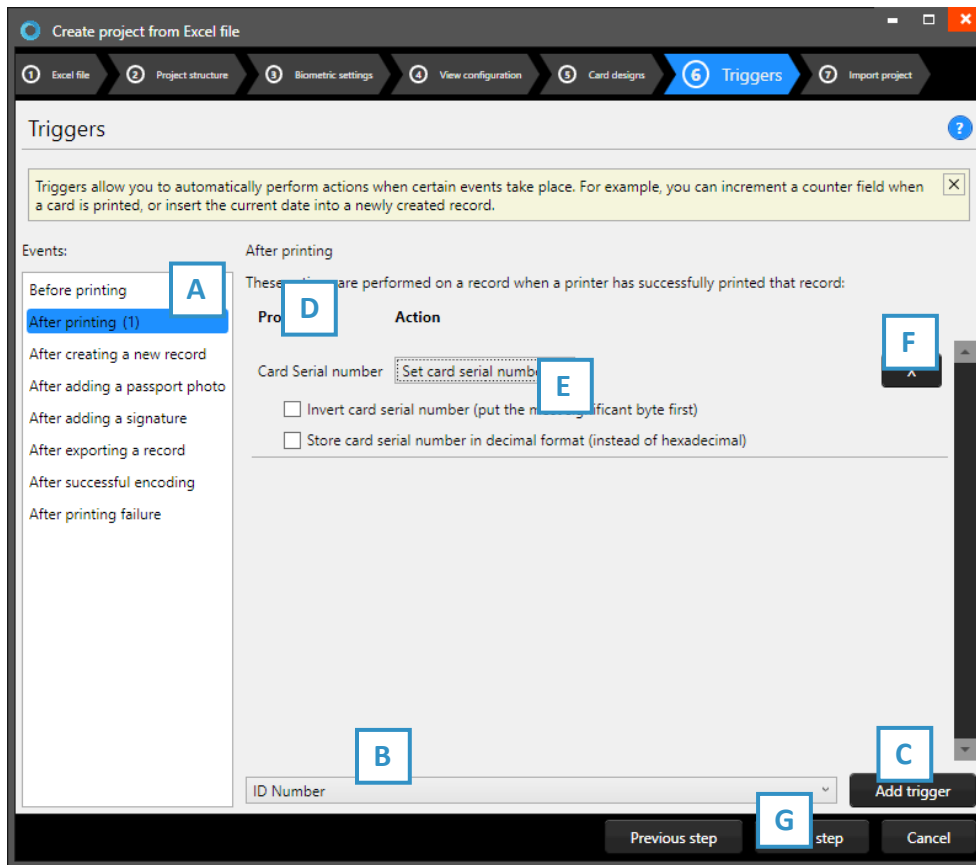 Create project from Excel file
1 Excel file 2 Project structure 3 Biometric settings 4 View configuration 5 Card designs 6 Triggers 7 Import project
Triggers
?
Triggers allow you to automatically perform actions when certain events take place. For example, you can increment a counter field when
a card is printed, or insert the current date into a newly created record.
Events:
Before printing
A
After printing (1)
After creating a new record
After adding a passport photo
After adding a signature
After exporting a record
After successful encoding
After printing failure
After printing
These are performed on a record when a printer has successfully printed that record:
D
Action
F
Card Serial number Set card serial
E
Invert card serial number (put the significant byte first)
Store card serial number in decimal format (instead of hexadecimal)
B
C
ID Number
Add trigger
G
Previous step
step
Cancel